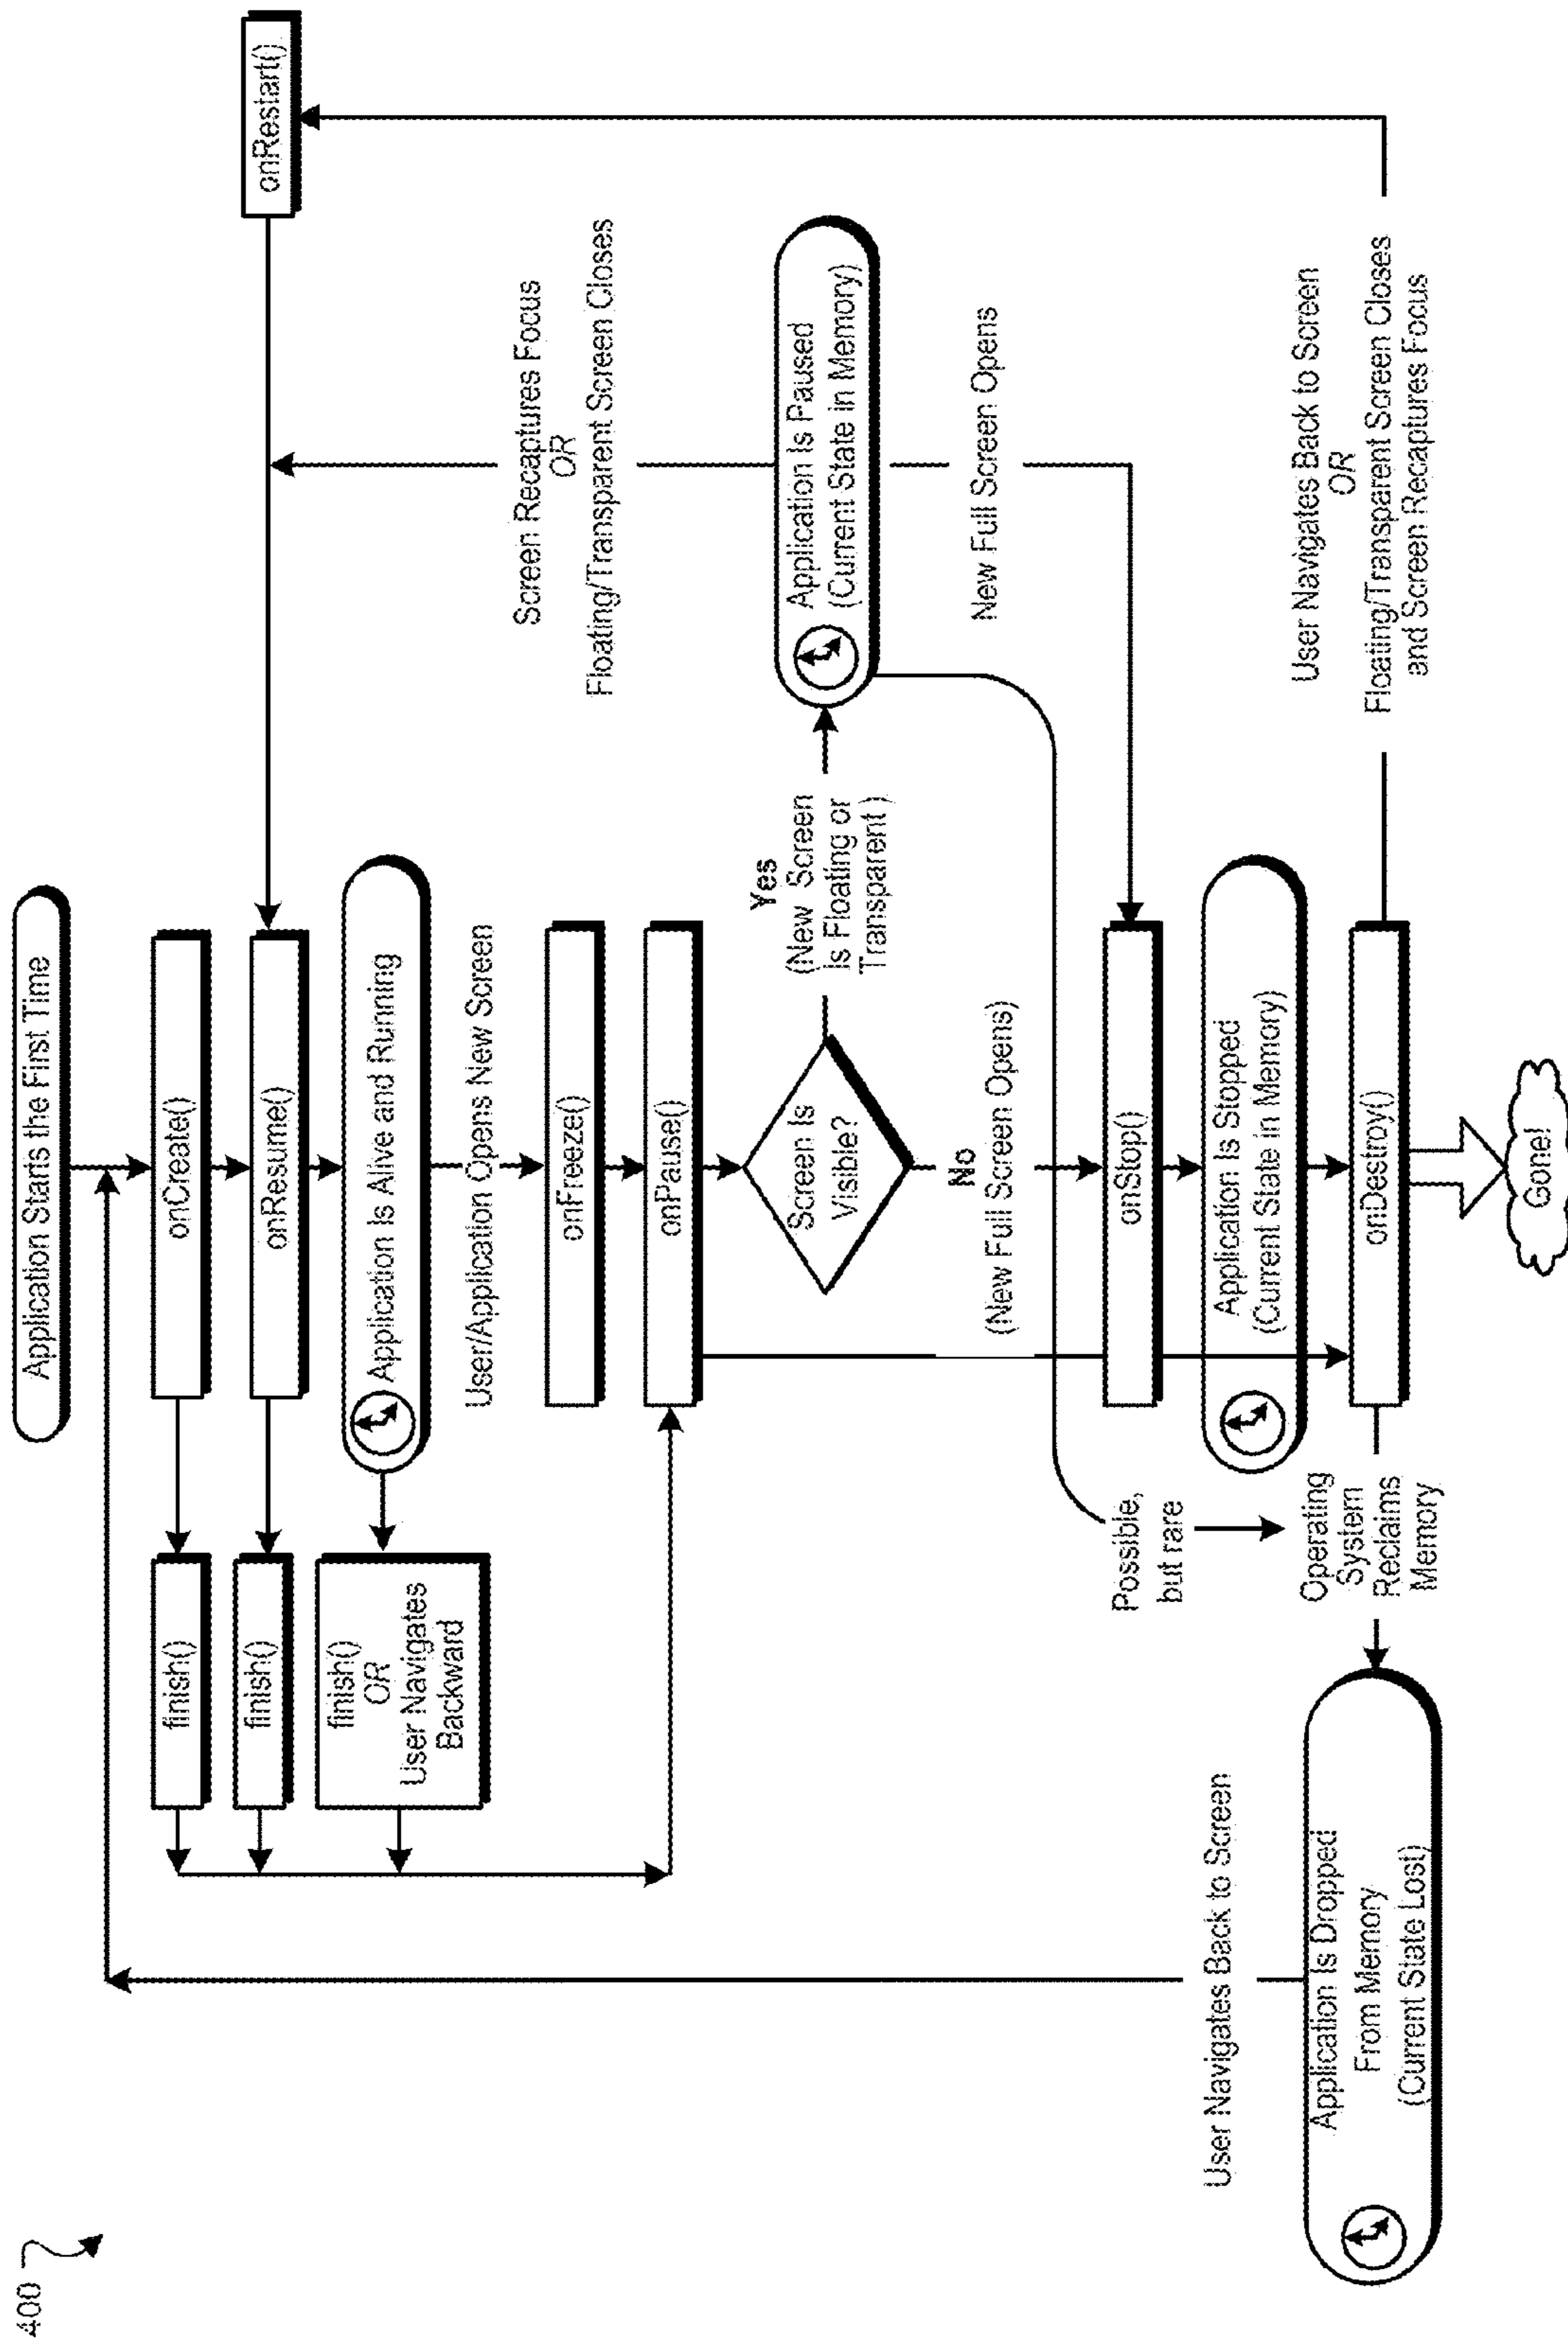 400
Application Starts the First Time
onCreate()
finish()
onResume()
finish()
onRestart()
Application Is Alive and Running
finish()
OR
User Navigates
Backward
User/Application Opens New Screen
Screen Recaptures Focus
OR
Floating/Transparent Screen Closes
onFreeze()
onPause()
Screen Is
Visible?
Yes
(New Screen
is Floating or
Transparent )
Application Is Paused
(Current State in Memory)
No
(New Full Screen Opens)
New Full Screen Opens
onStop()
Possible,
but rare
Application Is Stopped
(Current State in Memory)
User Navigates Back to Screen
User Navigates Back to Screen
OR
Floating/Transparent Screen Closes
and Screen Recaptures Focus
Operating
System
Reclaims
Memory
onDestroy()
Application Is Dropped
From Memory
(Current State Lost)
Gone!